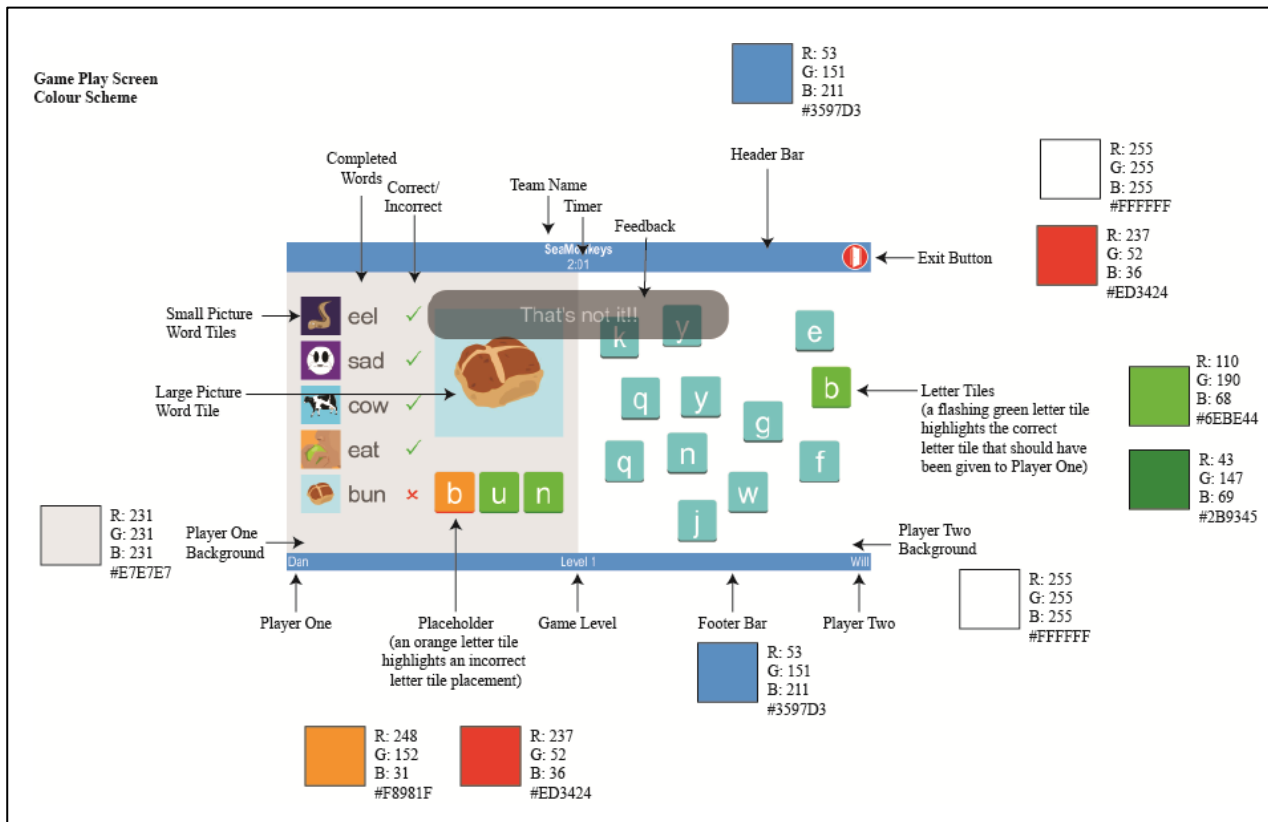 Game Play Screen
Colour Scheme
R: 53
G: 151
B: 211
#3597D3
Header Bar
R: 255
G: 255
B: 255
#FFFFFF
R: 237
G: 52
B: 36
#ED3424
Exit Button
Completed
Words
Correct/
Incorrect
Team Name
Timer
Feedback
SeaMonkeys
2:01
Small Picture
Word Tiles
Large Picture
Word Tile
eel
sad
cow
eat
bun
That's not it!!
b u n
k
y
e
b
q
y
g
q
n
f
w
j
Letter Tiles
(a flashing green letter tile
highlights the correct
letter tile that should have
been given to Player One)
R: 110
G: 190
B: 68
#6EBE44
R: 43
G: 147
B: 69
#2B9345
R: 231
G: 231
B: 231
#E7E7E7
Player One
Background
Player Two
Background
Dan
Level 1
Will
R: 255
G: 255
B: 255
#FFFFFF
Player One
Placeholder
(an orange letter tile
highlights an incorrect
letter tile placement)
Game Level
Footer Bar
Player Two
R: 53
G: 151
B: 211
#3597D3
R: 248
G: 152
B: 31
#F8981F
R: 237
G: 52
B: 36
#ED3424